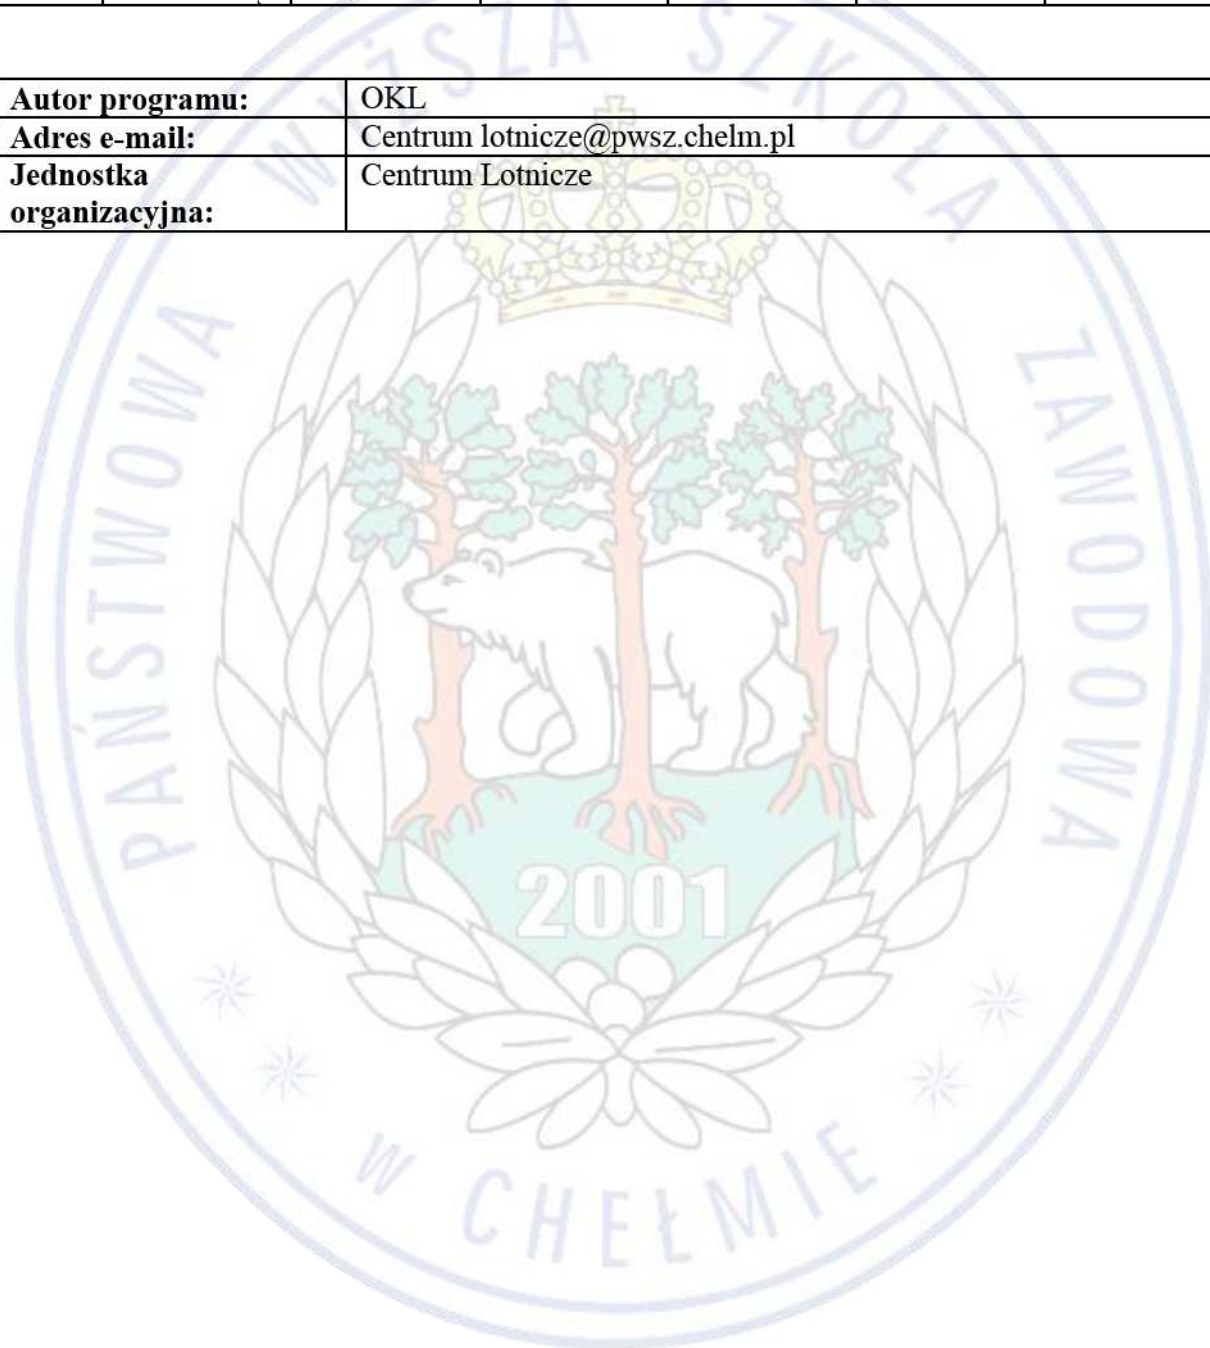 Autor programu: OKL
Adres e-mail: Centrum lotnicze@pwsz.chelm.pl
Jednostka organizacyjna: Centrum Lotnicze
PAŃSTWOWA WYŻSZA SZKOŁA ZAWODOWA
2001
W CHEŁMIE